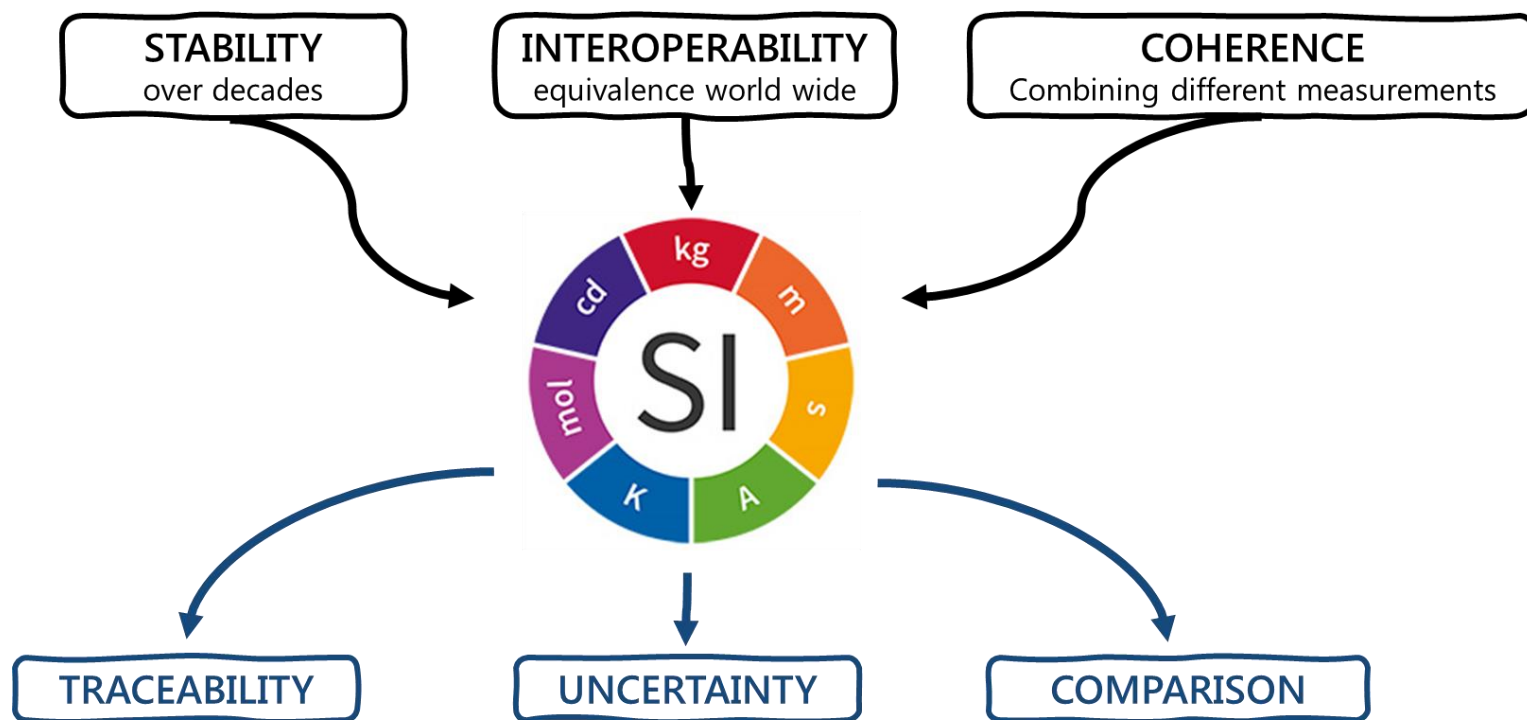 STABILITY
over decades
INTEROPERABILITY
equivalence world wide
COHERENCE
Combining different measurements
kg
m
s
A
K
mol
cd
SI
TRACEABILITY
UNCERTAINTY
COMPARISON